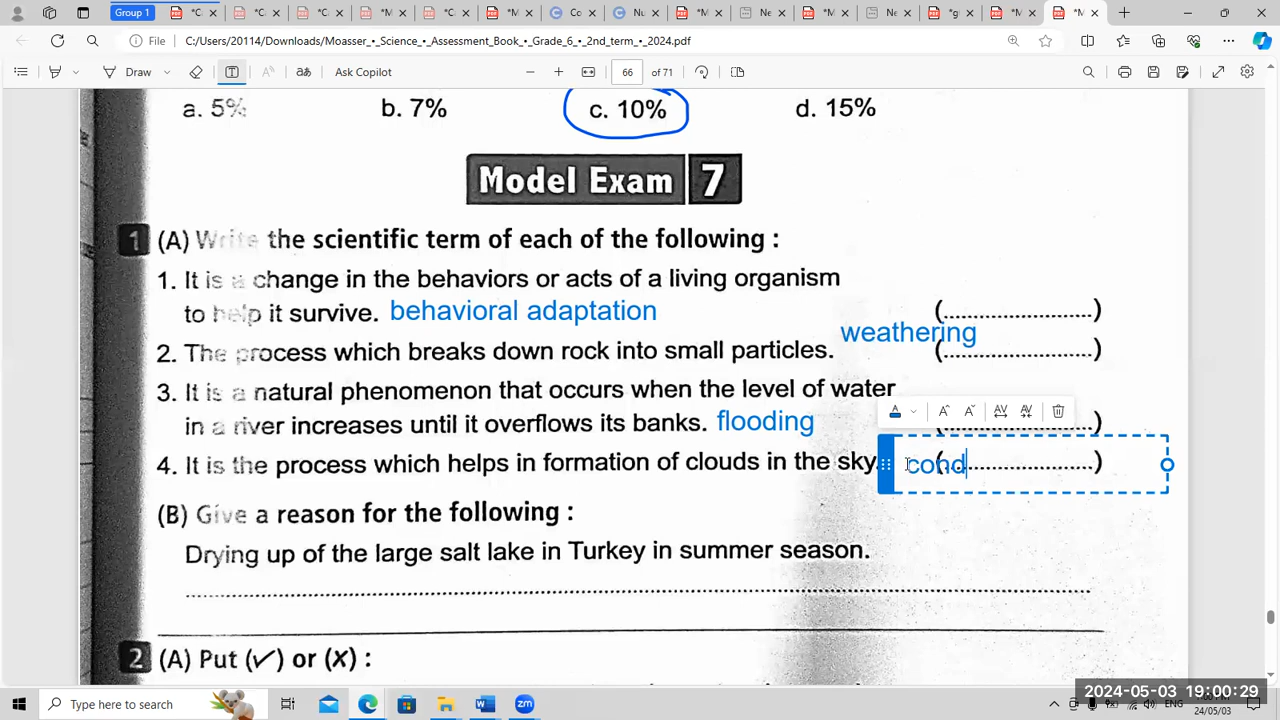 Group 1
"C
"C
"C
"M
"C
*M
C
Nu
*M
Ne
Ne
*g
*M
*M
File
C:/Users/20114/Downloads/Moasser_•_Science_•_Assessment_Book_•_Grade_6_•_2nd_term_•_2024.pdf
Draw
Ask Copilot
66 of 71
a. 5% b. 7% c. 10% d. 15%
Model Exam 7
1 (A) Write the scientific term of each of the following :
1. It is a change in the behaviors or acts of a living organism
to help it survive. behavioral adaptation (....................)
2. The process which breaks down rock into small particles. weathering (....................)
3. It is a natural phenomenon that occurs when the level of water
in a river increases until it overflows its banks. flooding (....................)
4. It is the process which helps in formation of clouds in the sky. cond (....................)
(B) Give a reason for the following :
Drying up of the large salt lake in Turkey in summer season.
2 (A) Put (✓) or (x) :
Type here to search
ENG
24/05/03
2024-05-03 19:00:29